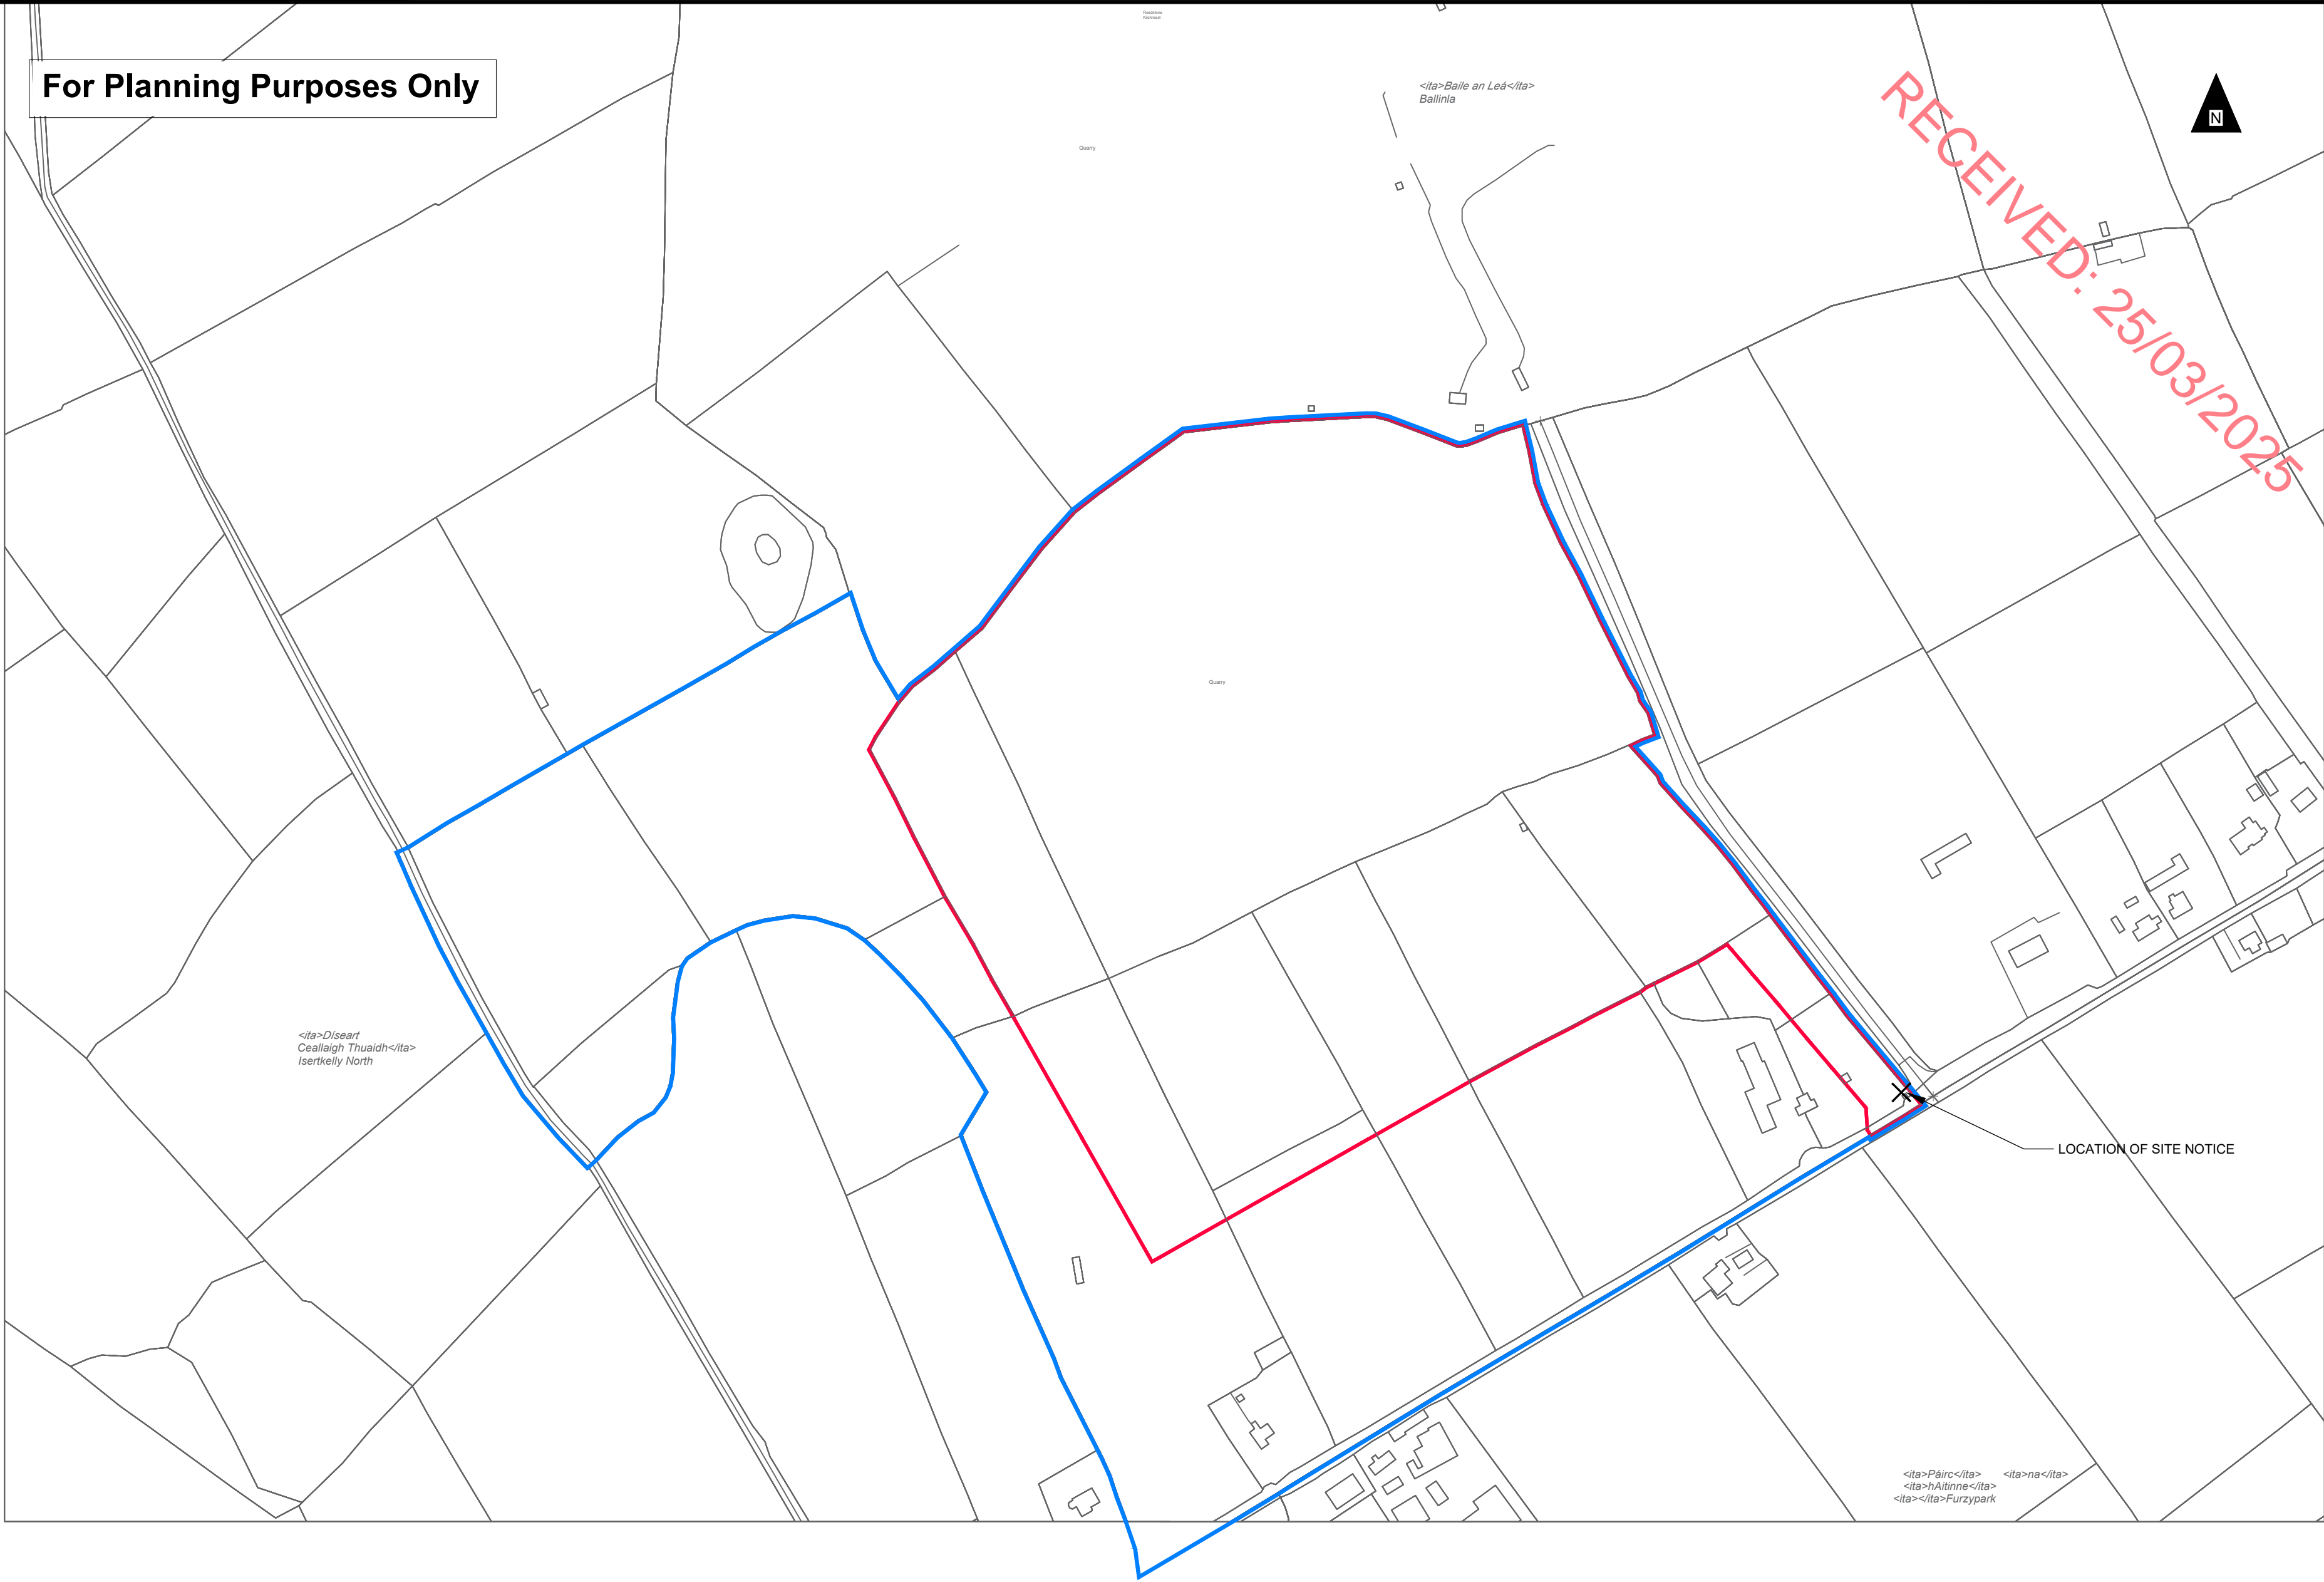 For Planning Purposes Only
<ita>Baile an Leá</ita>
Ballinla
N
RECEIVED: 25/03/2025
Quarry
Quarry
<ita>Díseart
Ceallaigh Thuaidh</ita>
Isertkelly North
LOCATION OF SITE NOTICE
<ita>Páirc</ita> <ita>na</ita>
<ita>hAitinne</ita>
<ita></ita>Furzypark